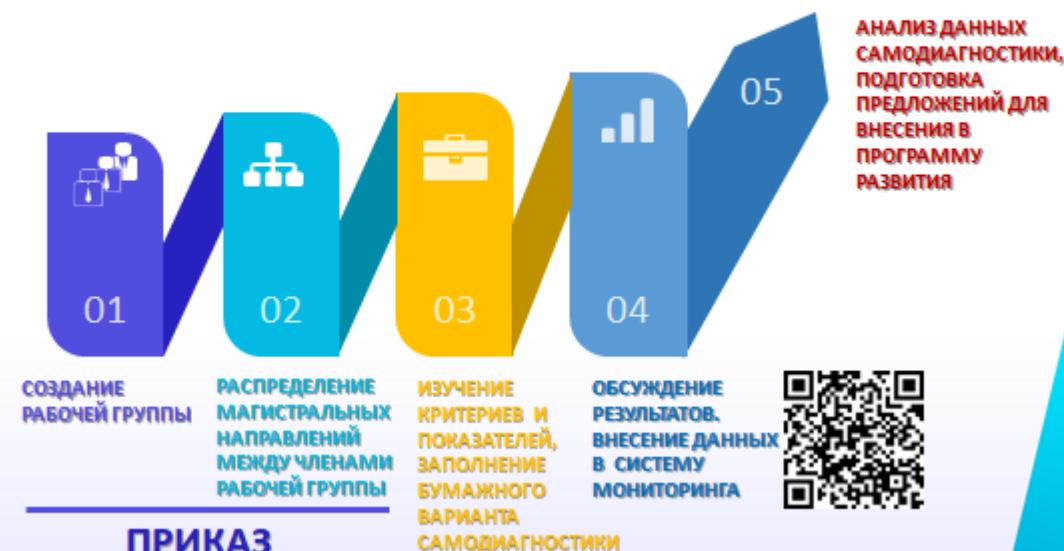 05
АНАЛИЗ ДАННЫХ
САМОДИАГНОСТИКИ,
ПОДГОТОВКА
ПРЕДЛОЖЕНИЙ ДЛЯ
ВНЕСЕНИЯ В
ПРОГРАММУ
РАЗВИТИЯ
01
02
03
04
СОЗДАНИЕ
РАБОЧЕЙ ГРУППЫ
РАСПРЕДЕЛЕНИЕ
МАГИСТРАЛЬНЫХ
НАПРАВЛЕНИЙ
МЕЖДУ ЧЛЕНАМИ
РАБОЧЕЙ ГРУППЫ
ПРИКАЗ
ИЗУЧЕНИЕ
КРИТЕРИЕВ И
ПОКАЗАТЕЛЕЙ,
ЗАПОЛНЕНИЕ
БУМАЖНОГО
ВАРИАНТА
САМОДИАГНОСТИКИ
ОБСУЖДЕНИЕ
РЕЗУЛЬТАТОВ.
ВНЕСЕНИЕ ДАННЫХ
В СИСТЕМУ
МОНИТОРИНГА